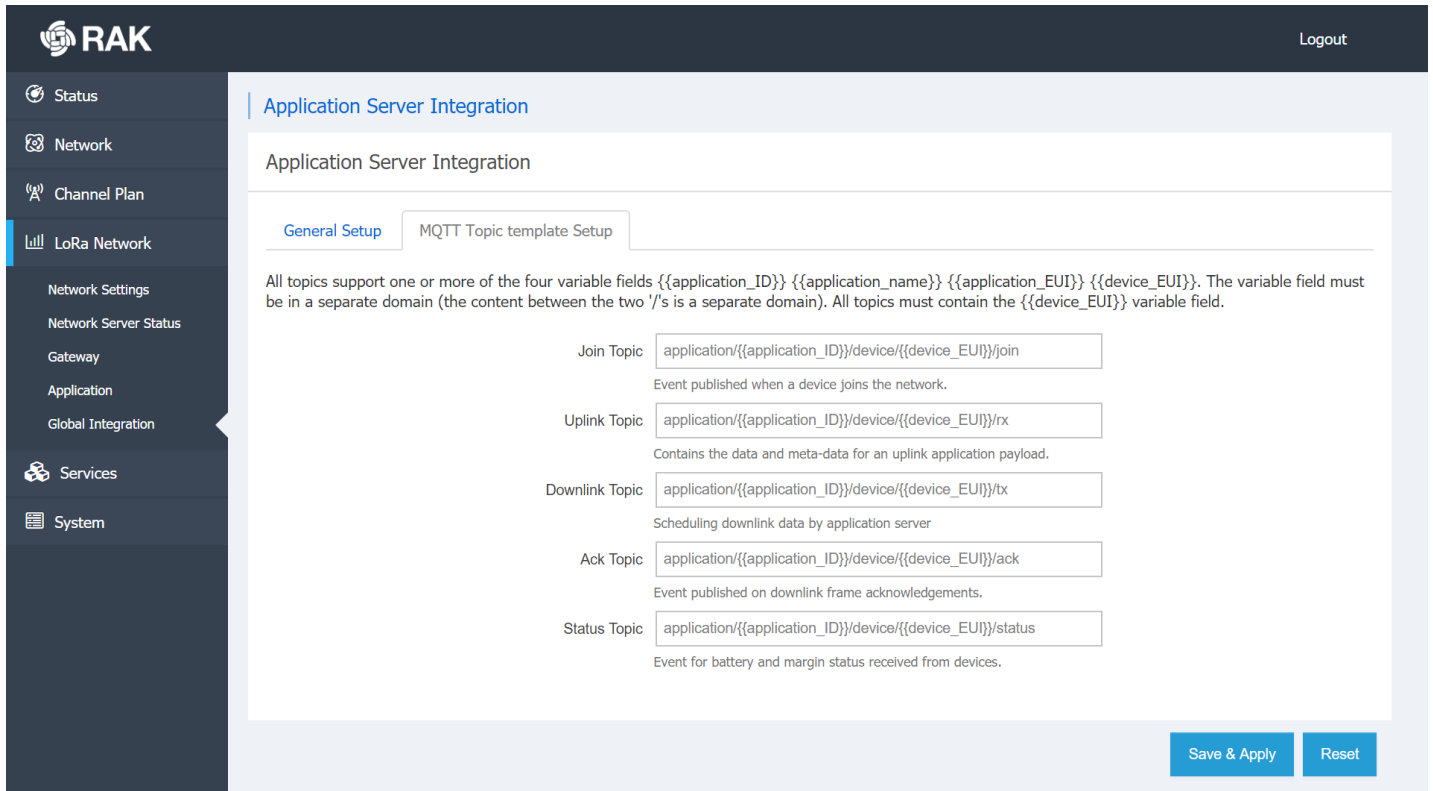 RAK
Logout
Status
Network
Channel Plan
LoRa Network
Network Settings
Network Server Status
Gateway
Application
Global Integration
Services
System
Application Server Integration
Application Server Integration
General Setup
MQTT Topic template Setup
All topics support one or more of the four variable fields {{application_ID}} {{application_name}} {{application_EUI}} {{device_EUI}}. The variable field must
be in a separate domain (the content between the two '/'s is a separate domain). All topics must contain the {{device_EUI}} variable field.
Join Topic application/{{application_ID}}/device/{{device_EUI}}/join
Event published when a device joins the network.
Uplink Topic application/{{application_ID}}/device/{{device_EUI}}/rx
Contains the data and meta-data for an uplink application payload.
Downlink Topic application/{{application_ID}}/device/{{device_EUI}}/tx
Scheduling downlink data by application server
Ack Topic application/{{application_ID}}/device/{{device_EUI}}/ack
Event published on downlink frame acknowledgements.
Status Topic application/{{application_ID}}/device/{{device_EUI}}/status
Event for battery and margin status received from devices.
Save & Apply
Reset